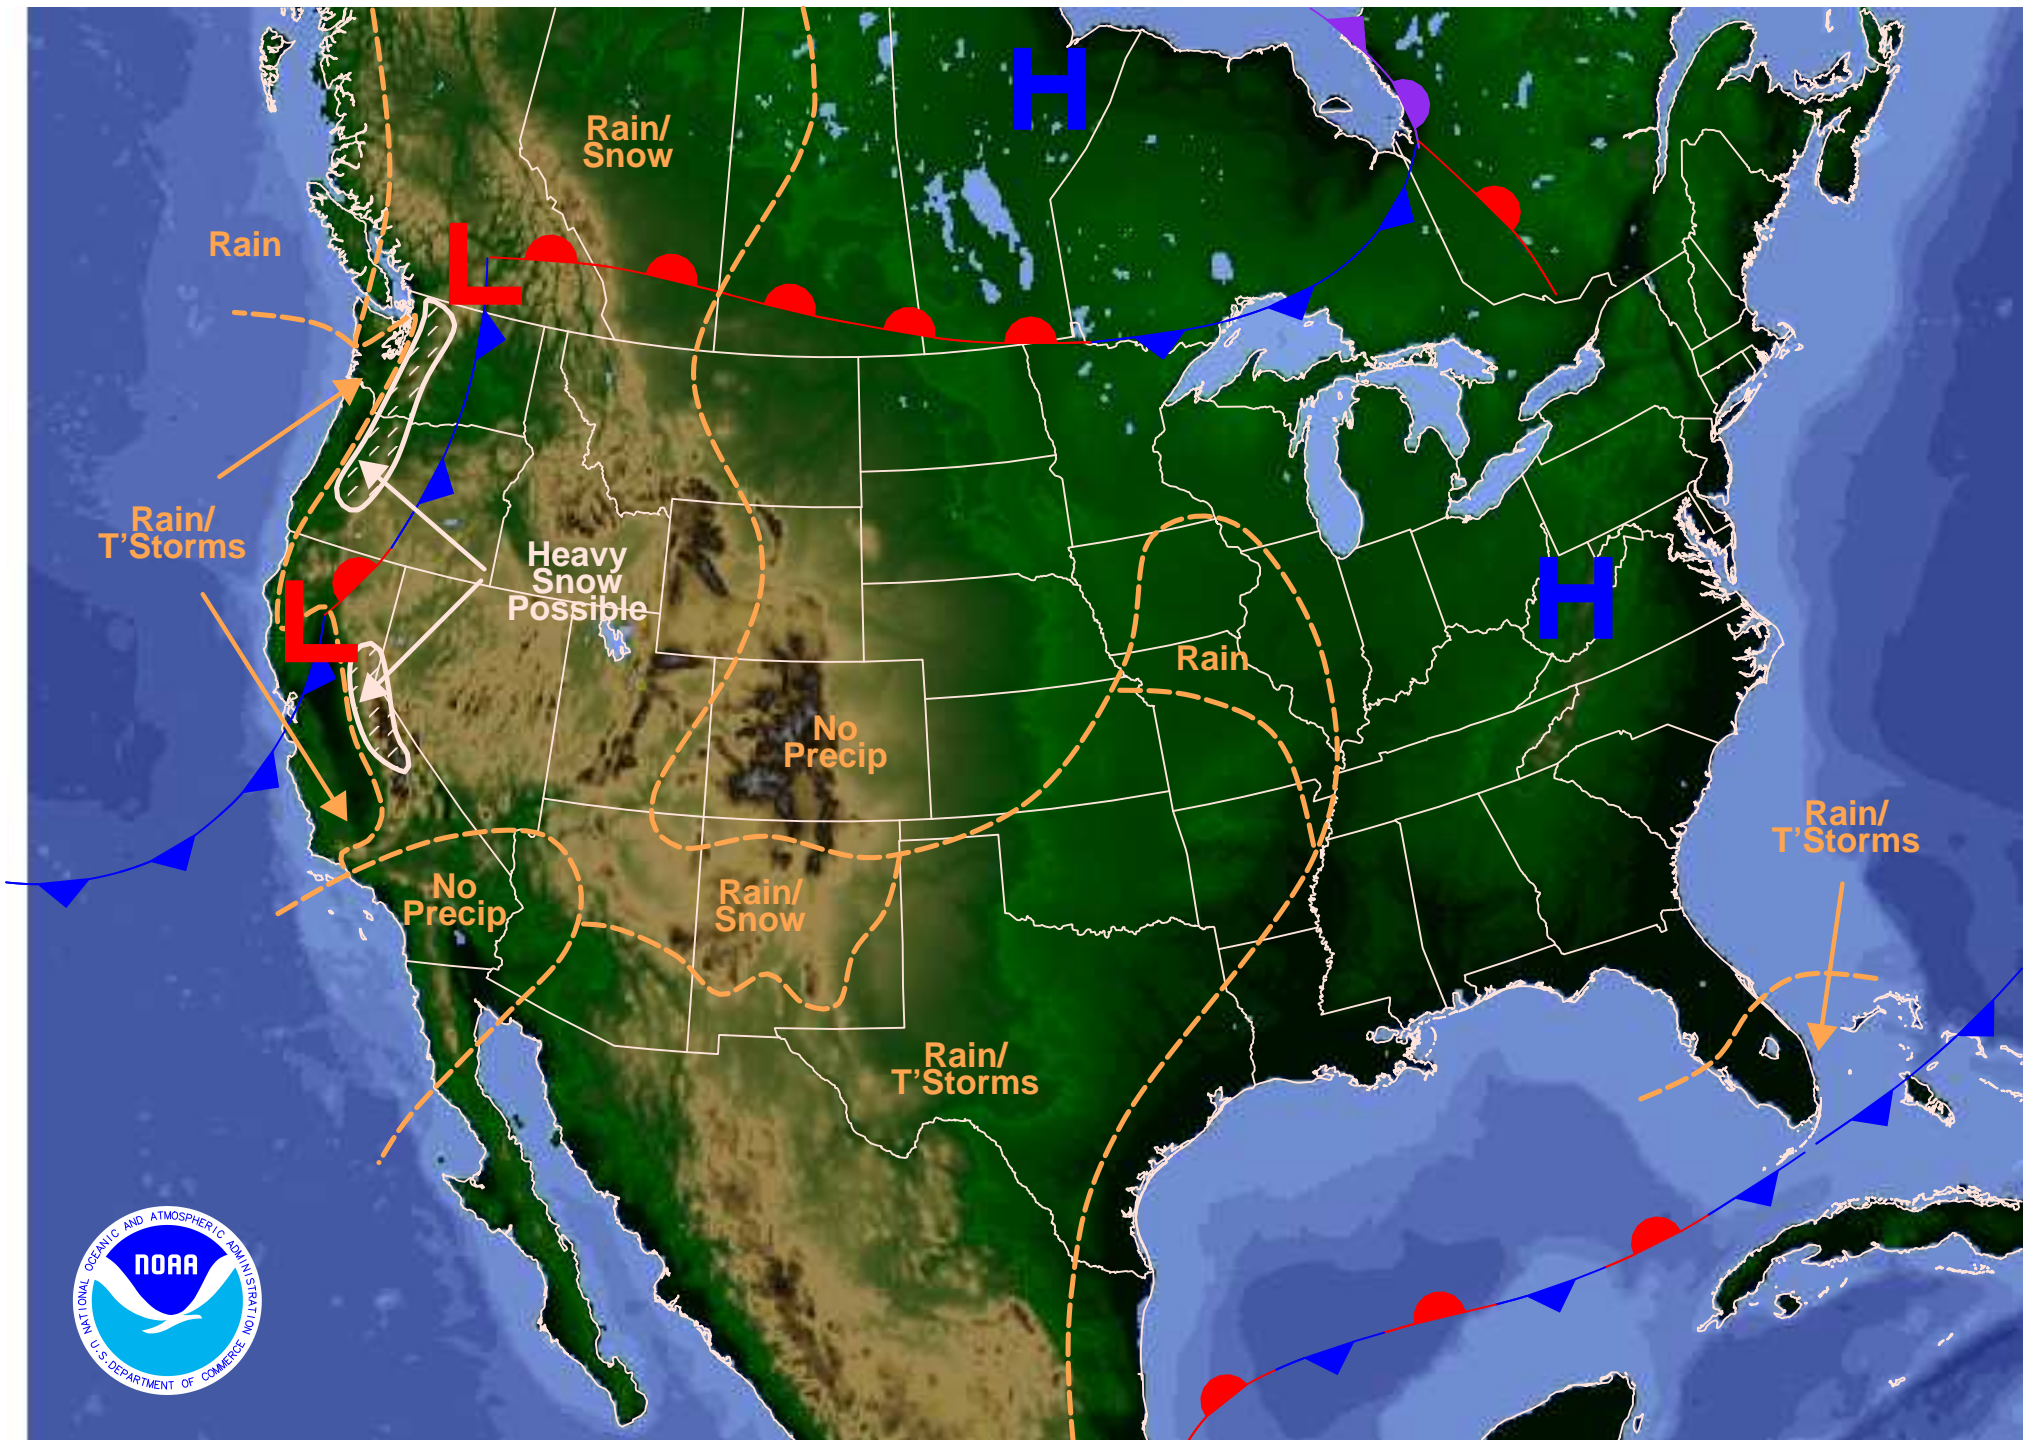 H
Rain/
Snow
Rain
L
Rain/
T'Storms
Heavy
Snow
Possible
L
H
Rain
No
Precip
Rain/
T'Storms
No
Precip
Rain/
Snow
Rain/
T'Storms
NATIONAL OCEANIC AND ATMOSPHERIC ADMINISTRATION
NOAA
U.S. DEPARTMENT OF COMMERCE